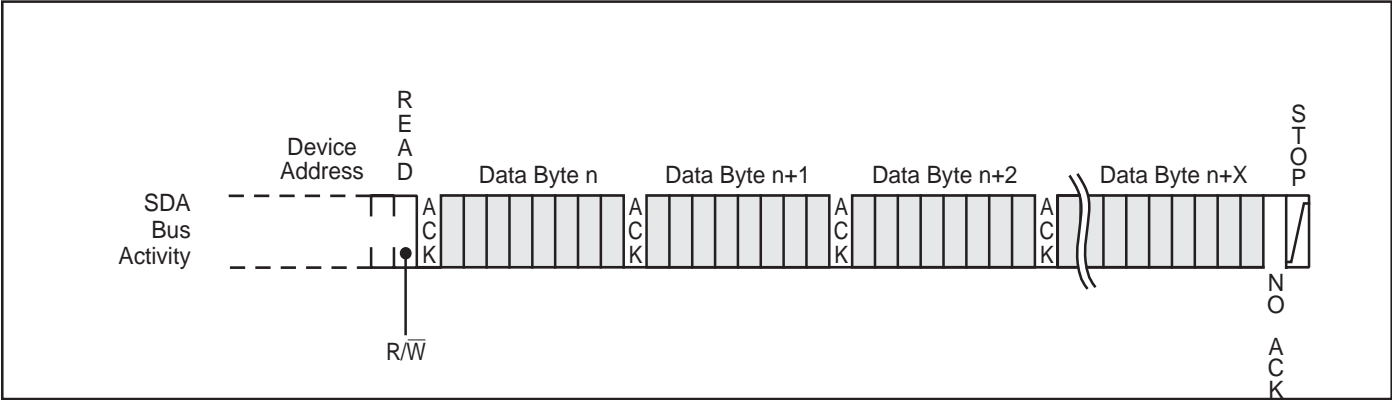 READ
Device
Address
Data Byte n
Data Byte n+1
Data Byte n+2
Data Byte n+X
STOP
SDA
Bus
Activity
ACK
ACK
ACK
ACK
NO ACK
R/W̅